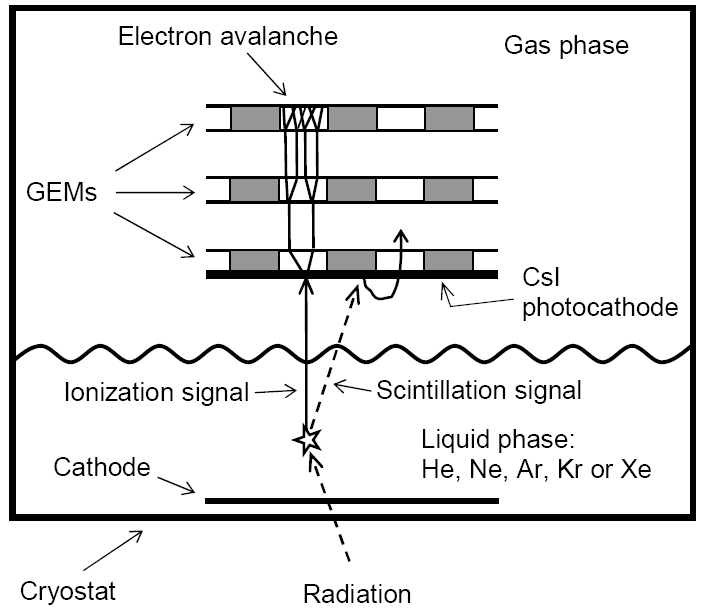 Electron avalanche
Gas phase
GEMs
CsI
photocathode
Ionization signal
Scintillation signal
Liquid phase:
He, Ne, Ar, Kr or Xe
Cathode
Cryostat
Radiation